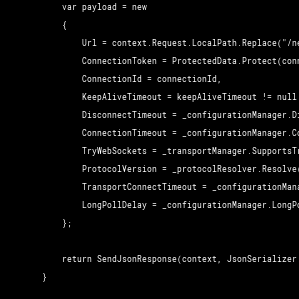 var payload = new
{
Url = context.Request.LocalPath.Replace("/ne
ConnectionToken = ProtectedData.Protect(conn
ConnectionId = connectionId,
KeepAliveTimeout = keepAliveTimeout != null
DisconnectTimeout = _configurationManager.Di
ConnectionTimeout = _configurationManager.Co
TryWebSockets = _transportManager.SupportsTr
ProtocolVersion = _protocolResolver.Resolve(
TransportConnectTimeout = _configurationMana
LongPollDelay = _configurationManager.LongPo
};
return SendJsonResponse(context, JsonSerializer
}